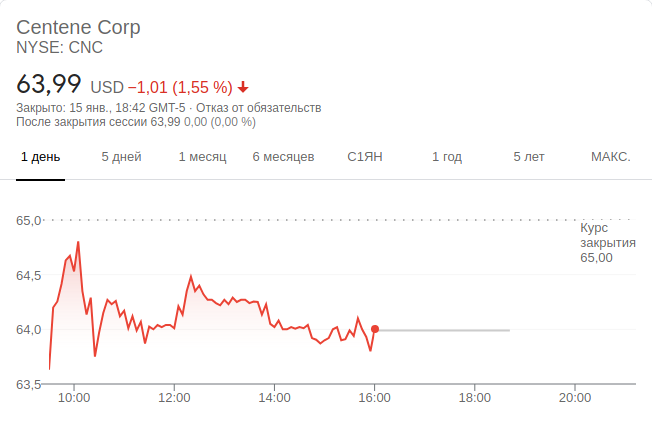 Centene Corp
NYSE: CNC
63,99 USD −1,01 (1,55 %)
Закрыто: 15 янв., 18:42 GMT-5 · Отказ от обязательств
После закрытия сессии 63,99 0,00 (0,00 %)
1 день 5 дней 1 месяц 6 месяцев С1ЯН 1 год 5 лет МАКС.
65,0
Курс
закрытия
65,00
64,5
64,0
63,5
10:00 12:00 14:00 16:00 18:00 20:00